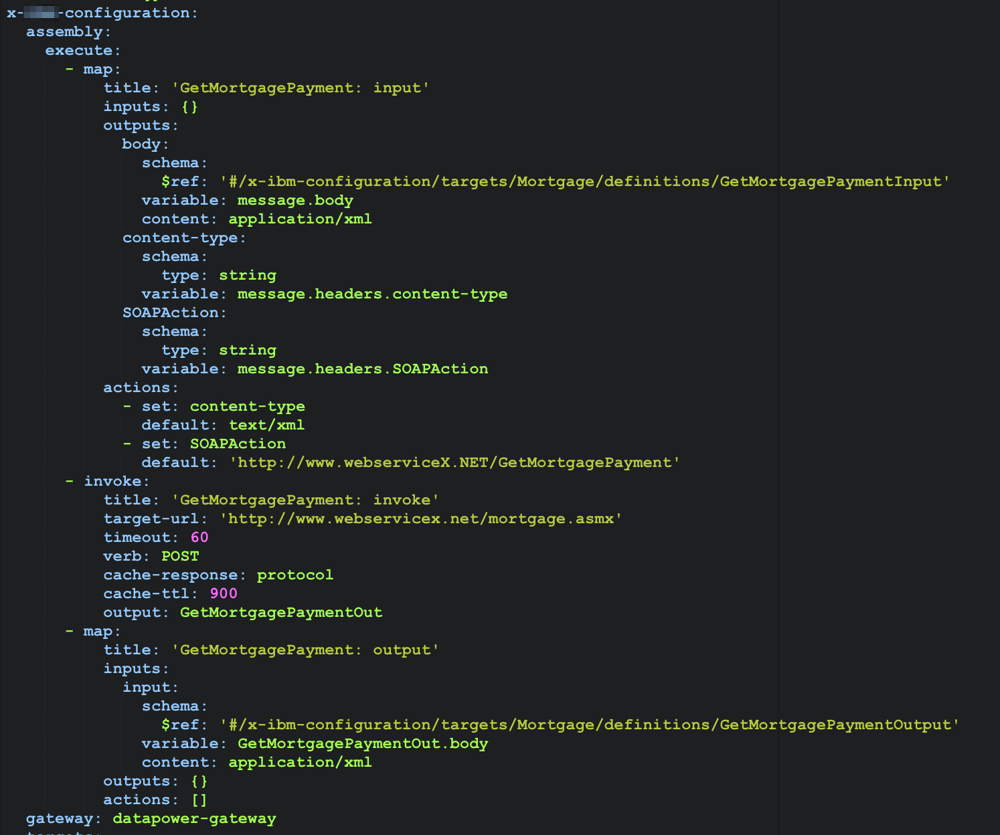 x- -configuration:
  assembly:
    execute:
      - map:
          title: 'GetMortgagePayment: input'
          inputs: {}
          outputs:
            body:
              schema:
                $ref: '#/x-ibm-configuration/targets/Mortgage/definitions/GetMortgagePaymentInput'
              variable: message.body
              content: application/xml
            content-type:
              schema:
                type: string
              variable: message.headers.content-type
            SOAPAction:
              schema:
                type: string
              variable: message.headers.SOAPAction
          actions:
            - set: content-type
              default: text/xml
            - set: SOAPAction
              default: 'http://www.webserviceX.NET/GetMortgagePayment'
      - invoke:
          title: 'GetMortgagePayment: invoke'
          target-url: 'http://www.webservicex.net/mortgage.asmx'
          timeout: 60
          verb: POST
          cache-response: protocol
          cache-ttl: 900
          output: GetMortgagePaymentOut
      - map:
          title: 'GetMortgagePayment: output'
          inputs:
            input:
              schema:
                $ref: '#/x-ibm-configuration/targets/Mortgage/definitions/GetMortgagePaymentOutput'
              variable: GetMortgagePaymentOut.body
              content: application/xml
          outputs: {}
          actions: []
  gateway: datapower-gateway